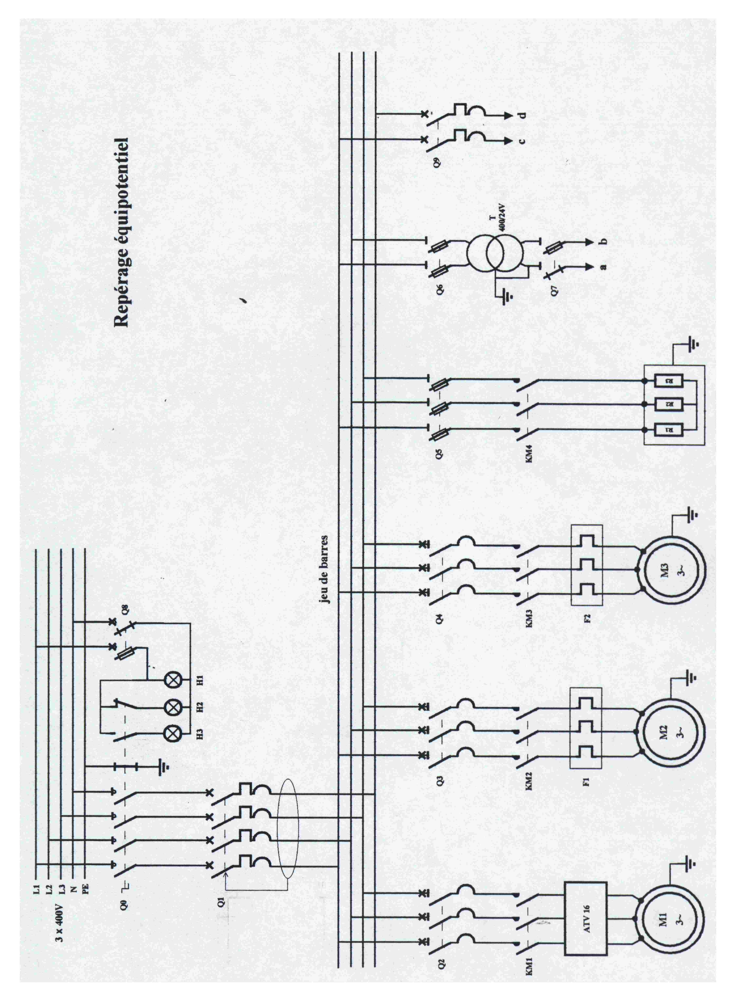 Repérage équipotentiel
L1
L2
L3
N
PE
3 x 400V
Q0
H3
H2
H1
Q8
Q1
jeu de barres
Q2
Q3
Q4
Q5
Q6
T
400/24V
Q7
a
b
Q9
c
d
KM1
KM2
KM3
KM4
ATV 16
F1
F2
M1
3~
M2
3~
M3
3~
R1
R2
R3